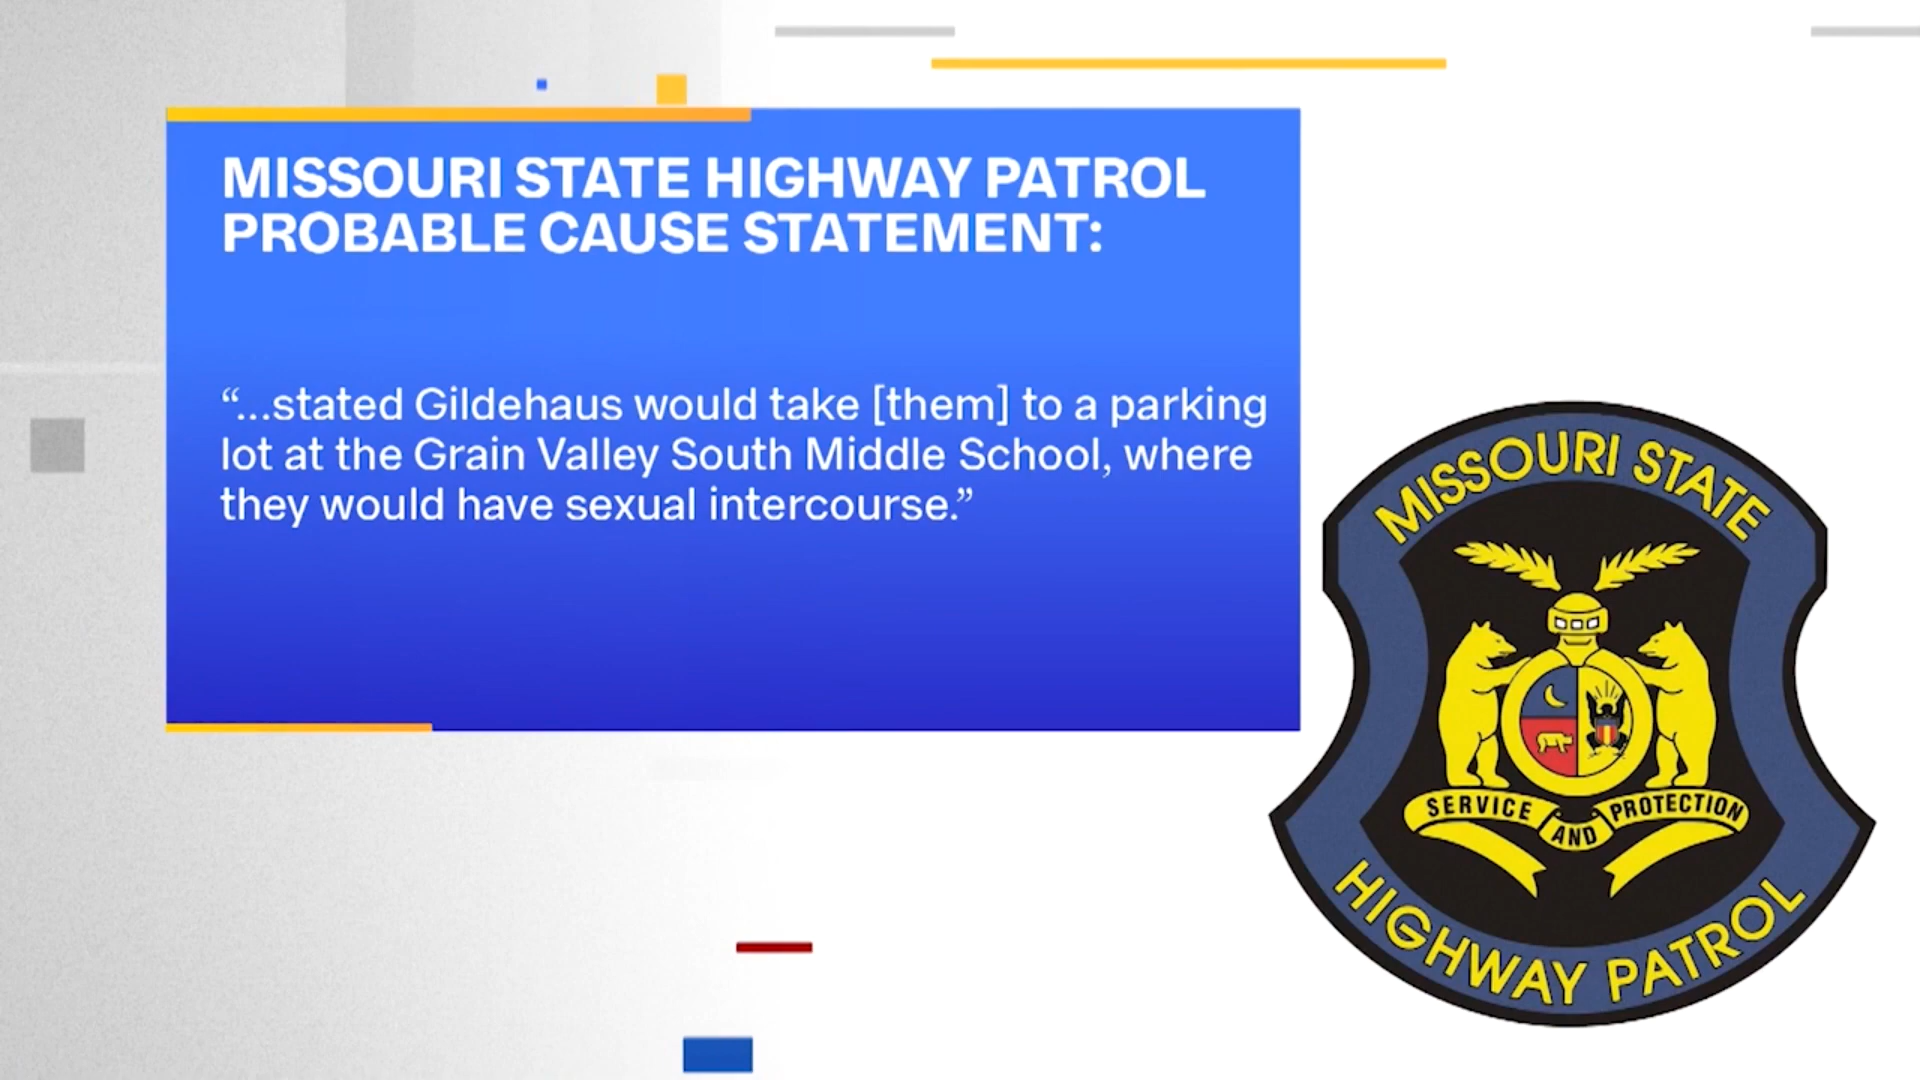 MISSOURI STATE HIGHWAY PATROL
PROBABLE CAUSE STATEMENT:
“...stated Gildehaus would take [them] to a parking
lot at the Grain Valley South Middle School, where
they would have sexual intercourse.”
MISSOURI STATE
SERVICE AND PROTECTION
HIGHWAY PATROL